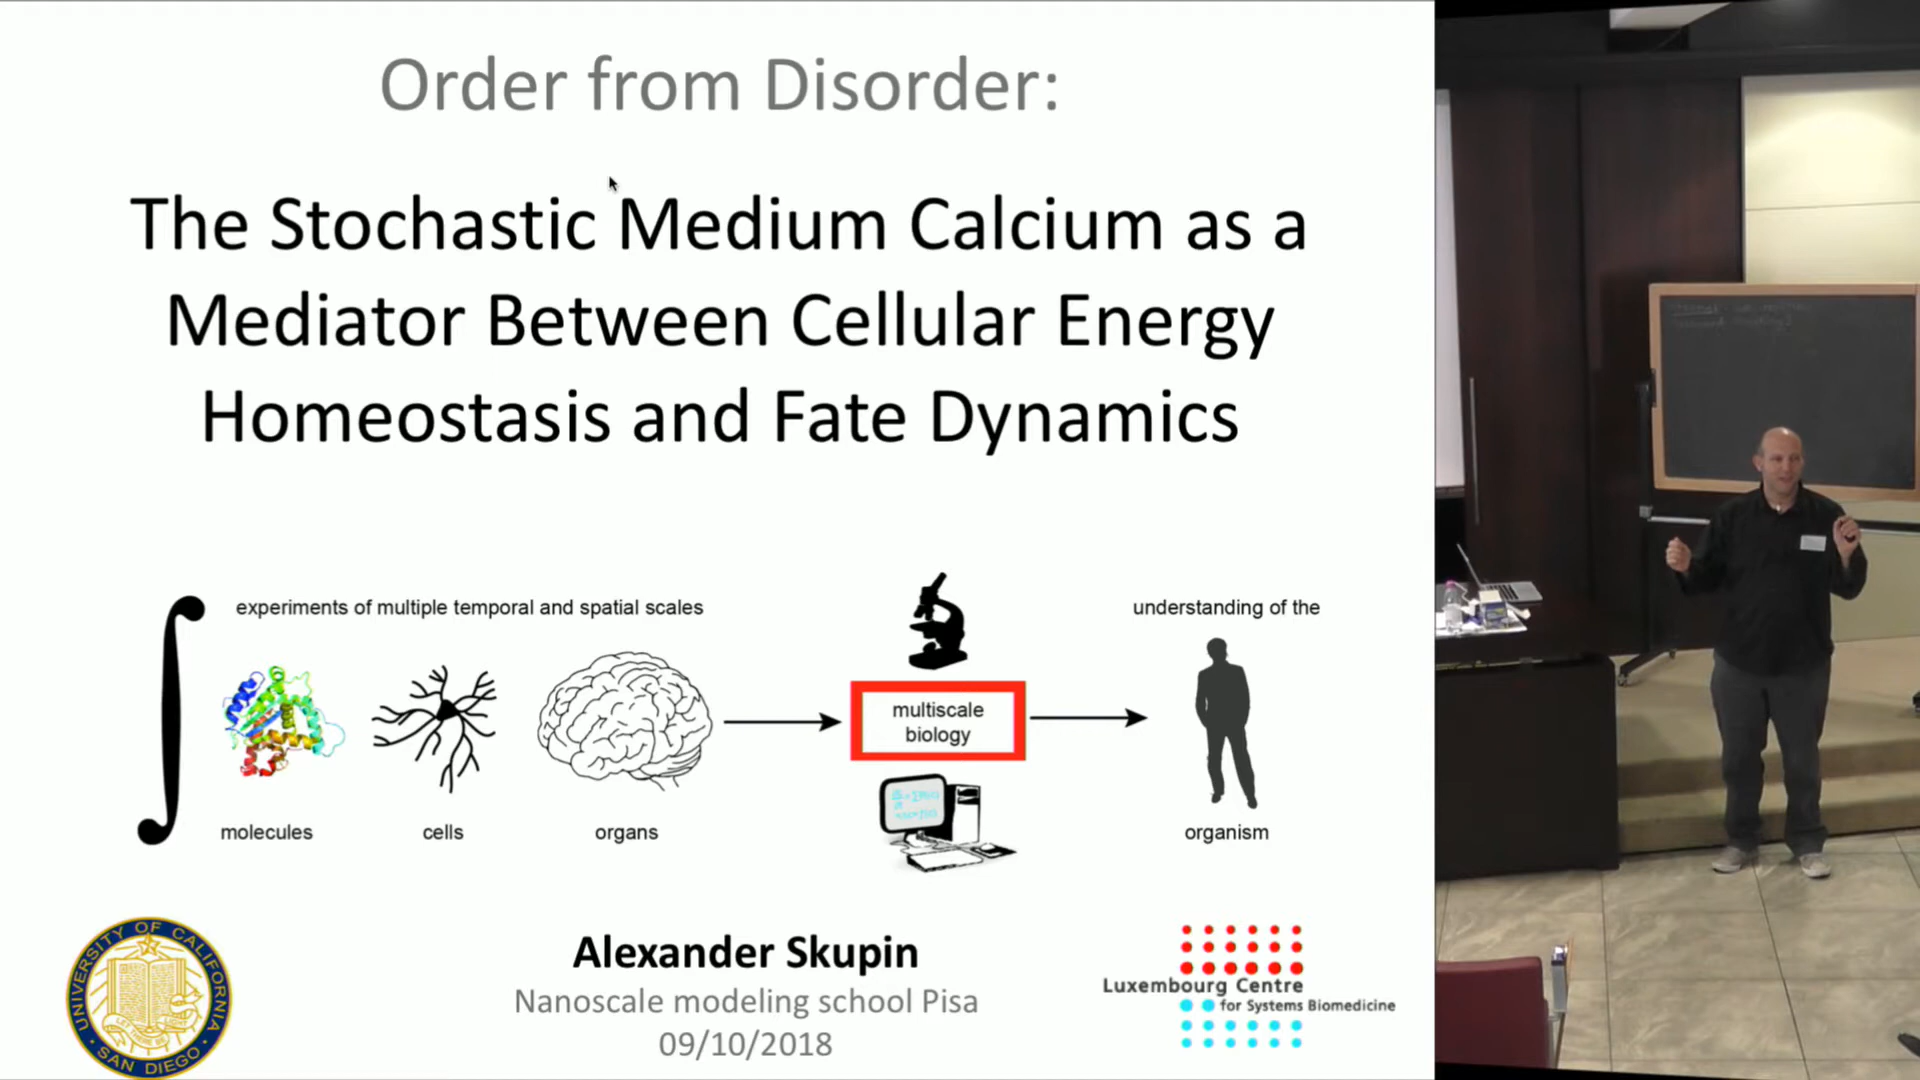 Order from Disorder:
The Stochastic Medium Calcium as a
Mediator Between Cellular Energy
Homeostasis and Fate Dynamics
experiments of multiple temporal and spatial scales
understanding of the
multiscale
biology
molecules
cells
organs
organism
Alexander Skupin
Nanoscale modeling school Pisa
09/10/2018
UNIVERSITY OF CALIFORNIA
SAN DIEGO
Luxembourg Centre
for Systems Biomedicine